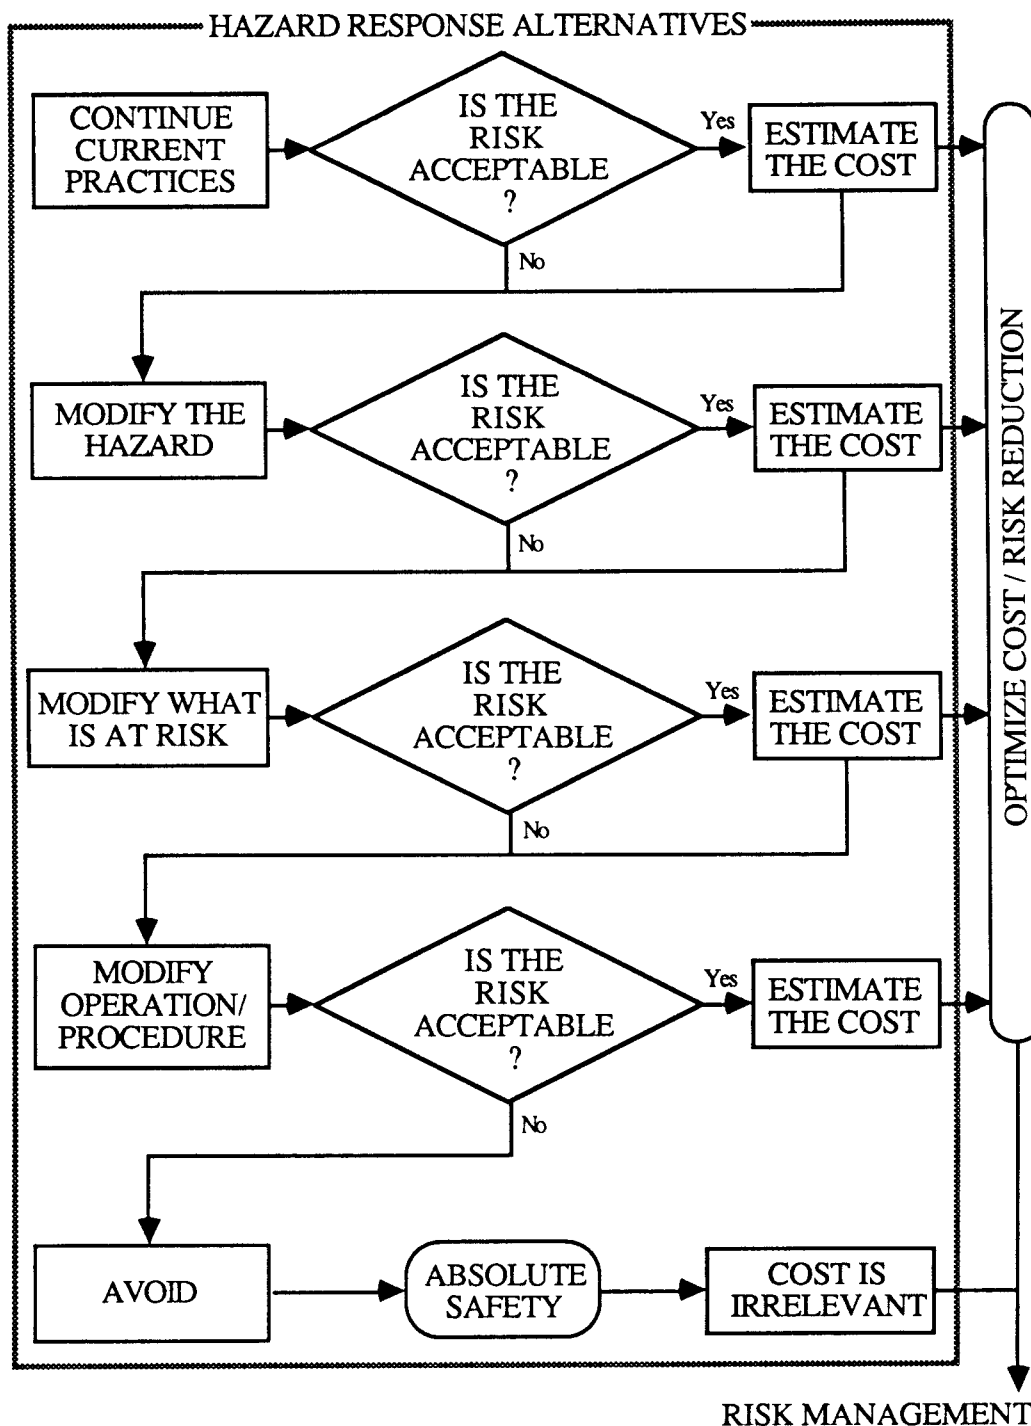 HAZARD RESPONSE ALTERNATIVES
CONTINUE
CURRENT
PRACTICES
IS THE
RISK
ACCEPTABLE
?
Yes
ESTIMATE
THE COST
No
MODIFY THE
HAZARD
IS THE
RISK
ACCEPTABLE
?
Yes
ESTIMATE
THE COST
No
MODIFY WHAT
IS AT RISK
IS THE
RISK
ACCEPTABLE
?
Yes
ESTIMATE
THE COST
No
MODIFY
OPERATION/
PROCEDURE
IS THE
RISK
ACCEPTABLE
?
Yes
ESTIMATE
THE COST
No
AVOID
ABSOLUTE
SAFETY
COST IS
IRRELEVANT
OPTIMIZE COST / RISK REDUCTION
RISK MANAGEMENT